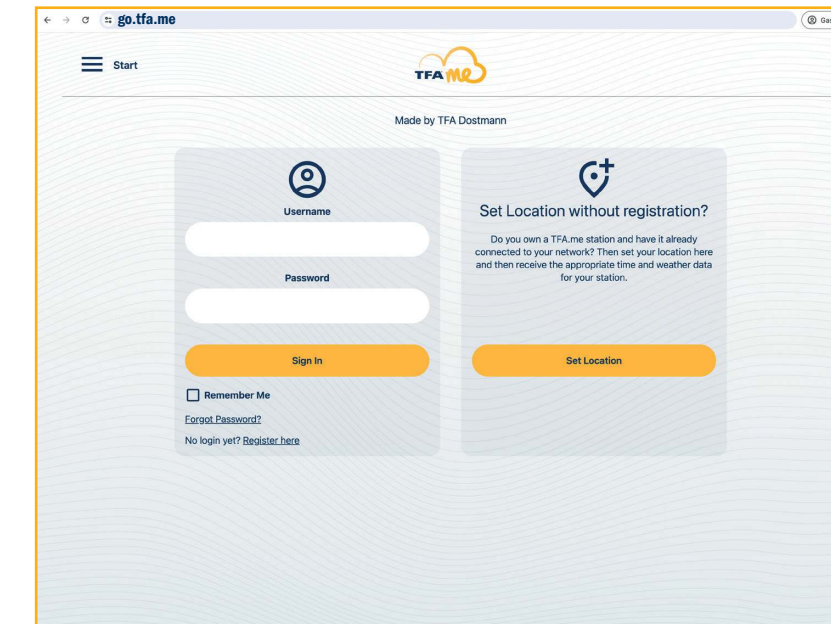 go.tfa.me
Start
TFA me
Made by TFA Dostmann
Username
Password
Sign In
Remember Me
Forgot Password?
No login yet? Register here
Set Location without registration?
Do you own a TFA.me station and have it already
connected to your network? Then set your location here
and then receive the appropriate time and weather data
for your station.
Set Location